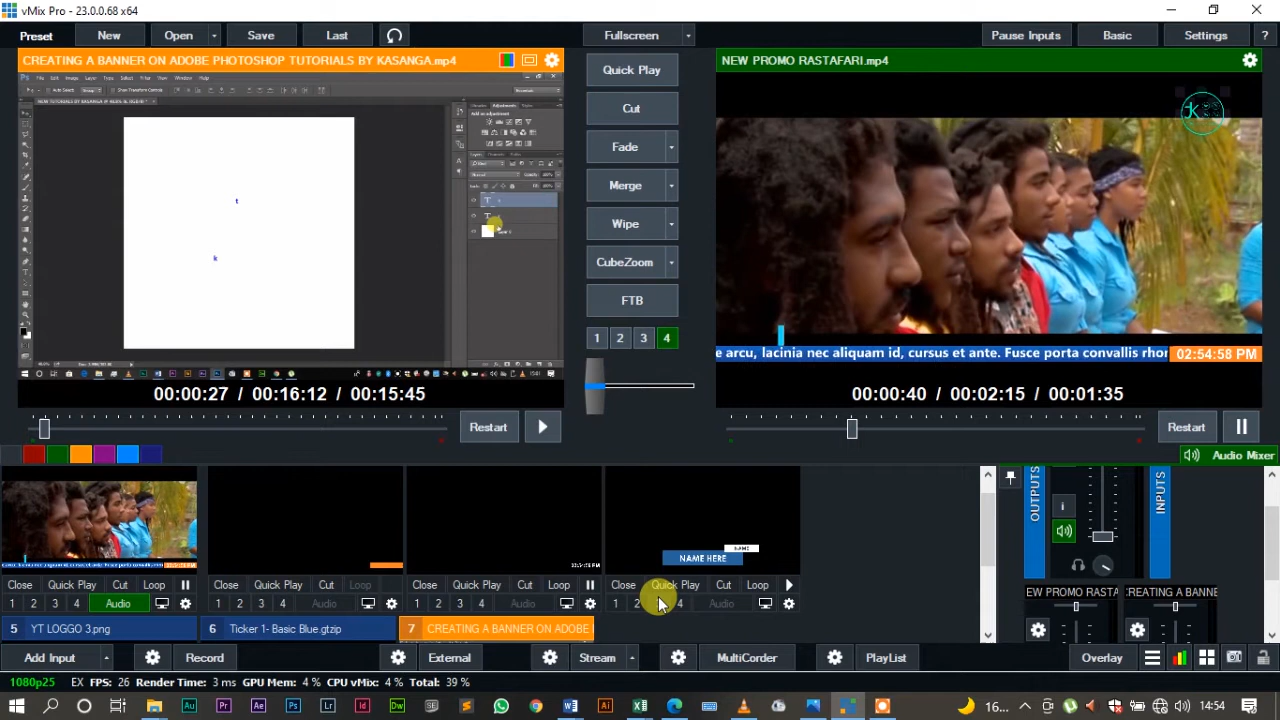 vMix Pro - 23.0.0.68 x64
Preset New Open Save Last Fullscreen Pause Inputs Basic Settings ?
CREATING A BANNER ON ADOBE PHOTOSHOP TUTORIALS BY KASANGA.mp4
NEW PROMO RASTAFARI.mp4
Quick Play
Cut
Fade
Merge
Wipe
CubeZoom
FTB
1 2 3 4
t
k
e arcu, lacinia nec aliquam id, cursus et ante. Fusce porta convallis rhor 02:54:58 PM
00:00:27 / 00:16:12 / 00:15:45
00:00:40 / 00:02:15 / 00:01:35
Restart
Restart
Audio Mixer
OUTPUTS
INPUTS
NAME
NAME HERE
Close Quick Play Cut Loop
Close Quick Play Cut Loop
Close Quick Play Cut Loop
Close Quick Play Cut Loop
1 2 3 4 Audio
1 2 3 4 Audio
1 2 3 4 Audio
1 2 4 Audio
EW PROMO RASTA
CREATING A BANNE
5 YT LOGGO 3.png
6 Ticker 1- Basic Blue.gtzip
7 CREATING A BANNER ON ADOBE
Add Input Record External Stream MultiCorder PlayList Overlay
1080p25 EX FPS: 26 Render Time: 3 ms GPU Mem: 4 % CPU vMix: 4 % Total: 39 %
16... 14:54